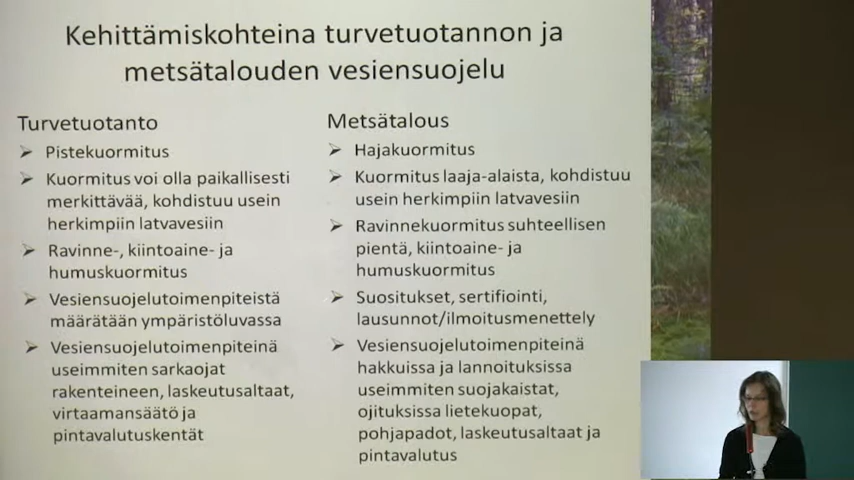 Kehittämiskohteina turvetuotannon ja
metsätalouden vesiensuojelu
Turvetuotanto
Pistekuormitus
Kuormitus voi olla paikallisesti
merkittävää, kohdistuu usein
herkimpiin latvavesiin
Ravinne-, kiintoaine- ja
humuskuormitus
Vesiensuojelutoimenpiteistä
määrätään ympäristöluvassa
Vesiensuojelutoimenpiteinä
useimmiten sarkaojat
rakenteineen, laskeutusaltaat,
virtaamansäätö ja
pintavalutuskentät
Metsätalous
Hajakuormitus
Kuormitus laaja-alaista, kohdistuu
usein herkimpiin latvavesiin
Ravinnekuormitus suhteellisen
pientä, kiintoaine- ja
humuskuormitus
Suositukset, sertifiointi,
lausunnot/ilmoitusmenettely
Vesiensuojelutoimenpiteinä
hakkuissa ja lannoituksissa
useimmiten suojakaistat,
ojituksissa lietekuopat,
pohjapadot, laskeutusaltaat ja
pintavalutus